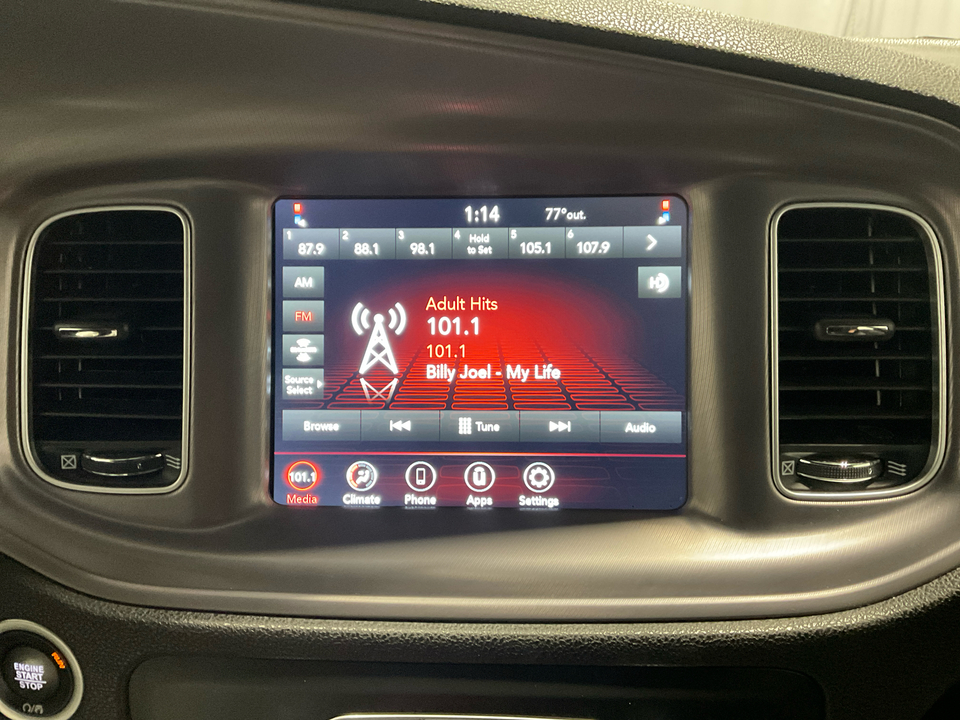 1:14 77°out.
1 87.9 2 88.1 3 98.1 4 Hold to Set 5 105.1 6 107.9
AM
HD
FM
Adult Hits
101.1
101.1
Billy Joel - My Life
Source
Select
Browse Tune Audio
101.1
Media Climate Phone Apps Settings
ENGINE
START
STOP